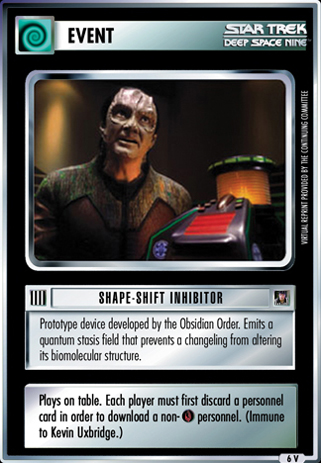 EVENT
STAR TREK
DEEP SPACE NINE
VIRTUAL REPRINT PROVIDED BY THE CONTINUING COMMITTEE
SHAPE-SHIFT INHIBITOR
Prototype device developed by the Obsidian Order. Emits a
quantum stasis field that prevents a changeling from altering
its biomolecular structure.
Plays on table. Each player must first discard a personnel
card in order to download a non- personnel. (Immune
to Kevin Uxbridge.)
6 V